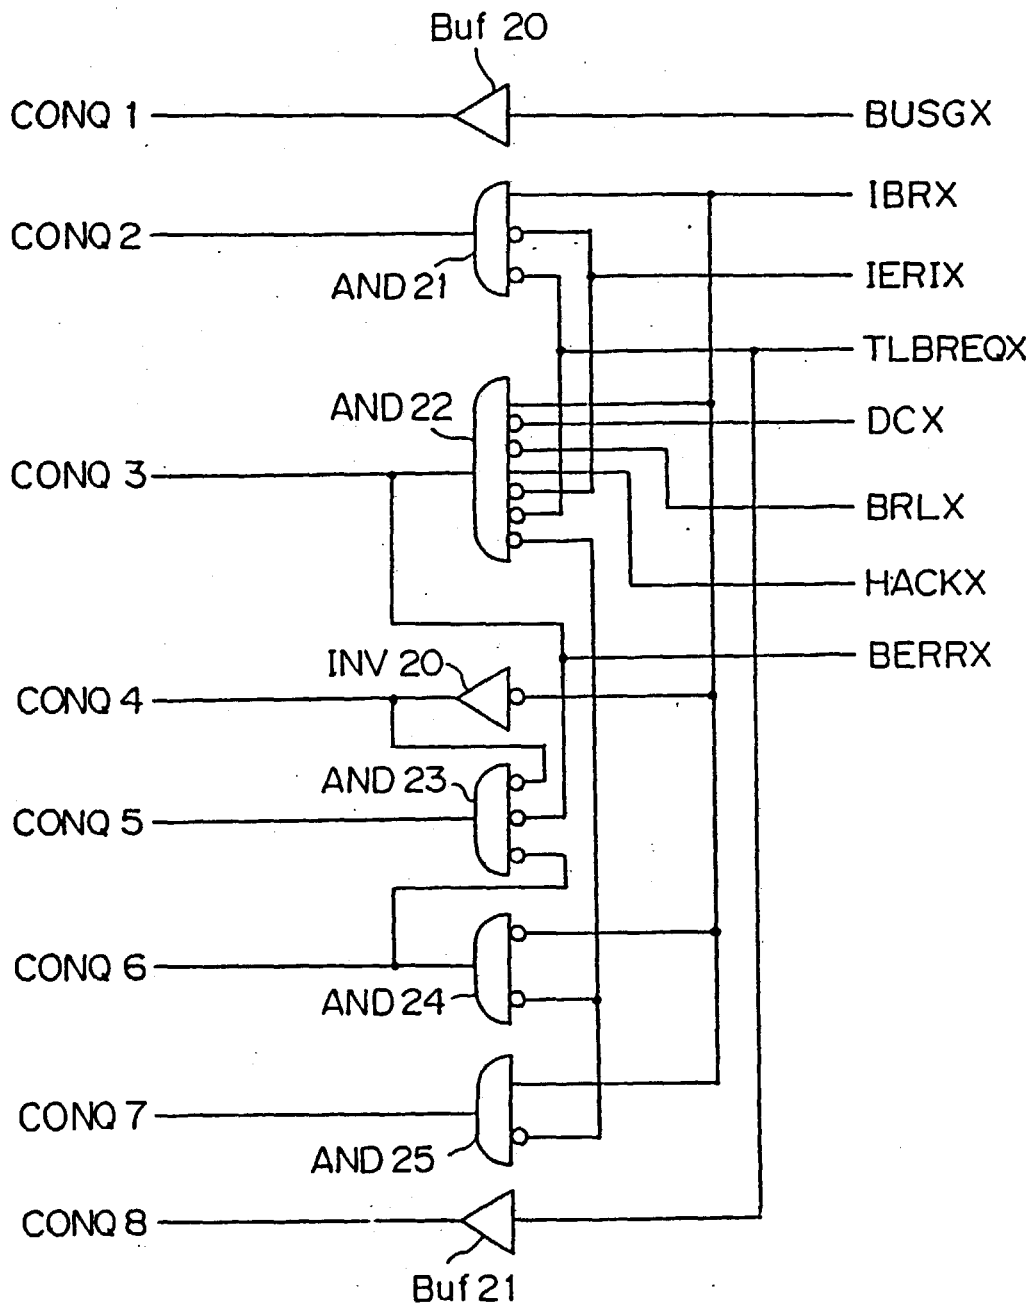 Buf 20
CONQ 1
BUSGX
IBRX
CONQ 2
AND 21
IERIX
TLBREQX
AND 22
DCX
CONQ 3
BRLX
HACKX
BERRX
INV 20
CONQ 4
AND 23
CONQ 5
CONQ 6
AND 24
CONQ 7
AND 25
CONQ 8
Buf 21